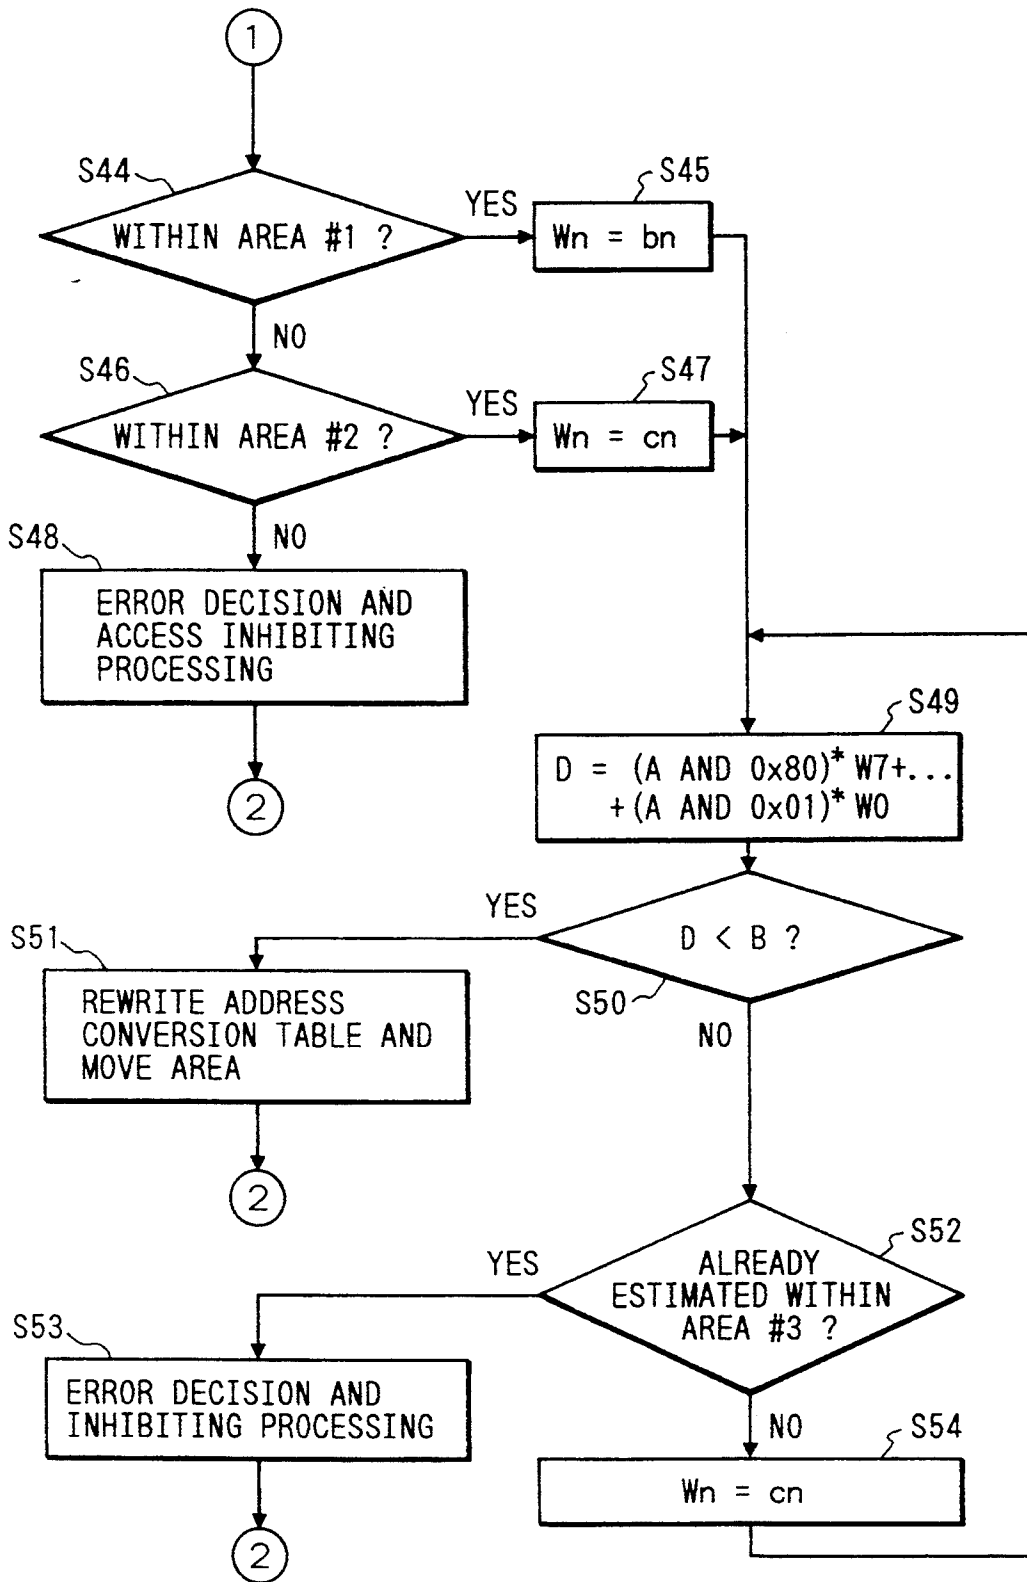 1
S44
WITHIN AREA #1 ?
YES
S45
Wn = bn
NO
S46
WITHIN AREA #2 ?
YES
S47
Wn = cn
NO
S48
ERROR DECISION AND
ACCESS INHIBITING
PROCESSING
2
S49
D = (A AND 0x80)* W7+...
+(A AND 0x01)* W0
YES
D < B ?
S50
S51
REWRITE ADDRESS
CONVERSION TABLE AND
MOVE AREA
NO
2
S52
YES
ALREADY
ESTIMATED WITHIN
AREA #3 ?
S53
ERROR DECISION AND
INHIBITING PROCESSING
NO
S54
Wn = cn
2